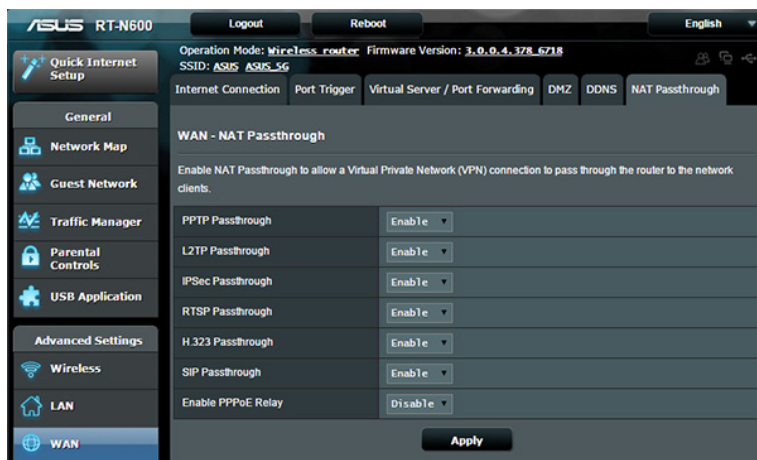 ASUS RT-N600 Logout Reboot English
Quick Internet Setup
Operation Mode: Wireless router Firmware Version: 3.0.0.4.378_6718
SSID: ASUS ASUS_5G
Internet Connection Port Trigger Virtual Server / Port Forwarding DMZ DDNS NAT Passthrough
General
Network Map
Guest Network
Traffic Manager
Parental Controls
USB Application
Advanced Settings
Wireless
LAN
WAN
WAN - NAT Passthrough
Enable NAT Passthrough to allow a Virtual Private Network (VPN) connection to pass through the router to the network
clients.
PPTP Passthrough Enable
L2TP Passthrough Enable
IPSec Passthrough Enable
RTSP Passthrough Enable
H.323 Passthrough Enable
SIP Passthrough Enable
Enable PPPoE Relay Disable
Apply